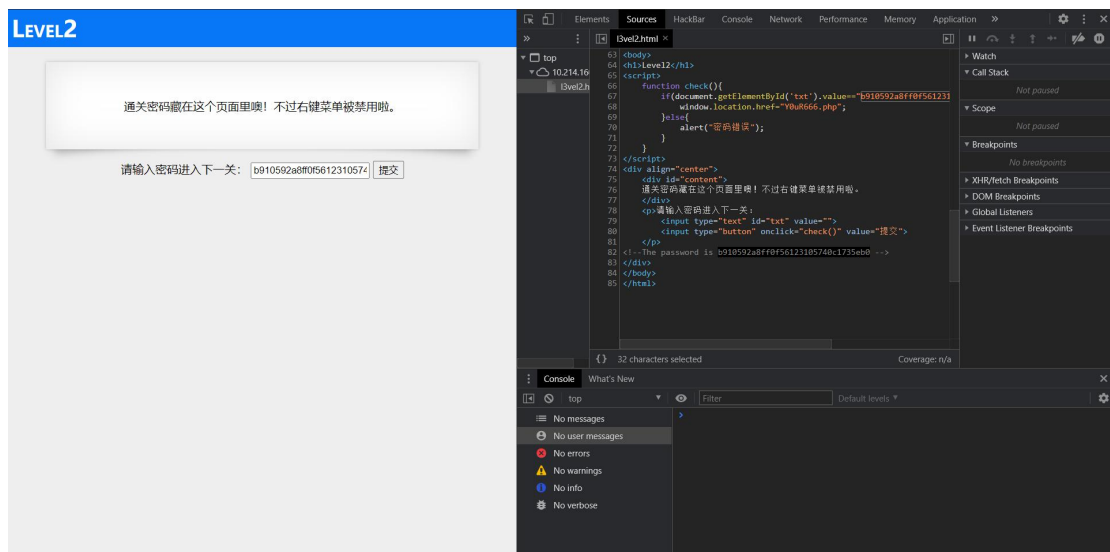 LEVEL2
通关密码藏在这个页面里噢！不过右键菜单被禁用啦。
请输入密码进入下一关： b910592a8ff0f5612310574 提交
Elements Sources HackBar Console Network Performance Memory Application »
» l3vel2.html ×
top
10.214.16
l3vel2.h
63 <body>
64 <h1>Level2</h1>
65 <script>
66 function check(){
67 if(document.getElementById('txt').value=="b910592a8ff0f561231
68 window.location.href="Y0uR666.php";
69 }else{
70 alert("密码错误");
71 }
72 }
73 </script>
74 <div align="center">
75 <div id="content">
76 通关密码藏在这个页面里噢！不过右键菜单被禁用啦。
77 </div>
78 <p>请输入密码进入下一关：
79 <input type="text" id="txt" value="">
80 <input type="button" onclick="check()" value="提交">
81 </p>
82 <!--The password is b910592a8ff0f56123105740c1735eb0 -->
83 </div>
84 </body>
85 </html>
{} 32 characters selected Coverage: n/a
Watch
Call Stack
Not paused
Scope
Not paused
Breakpoints
No breakpoints
XHR/fetch Breakpoints
DOM Breakpoints
Global Listeners
Event Listener Breakpoints
Console What's New ×
top Filter Default levels ▼
No messages
No user messages
No errors
No warnings
No info
No verbose
>